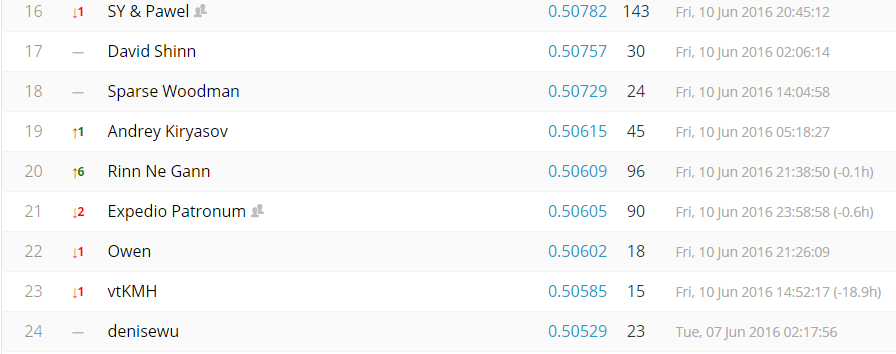 16 ↓1 SY & Pawel 0.50782 143 Fri, 10 Jun 2016 20:45:12
17 — David Shinn 0.50757 30 Fri, 10 Jun 2016 02:06:14
18 — Sparse Woodman 0.50729 24 Fri, 10 Jun 2016 14:04:58
19 ↑1 Andrey Kiryasov 0.50615 45 Fri, 10 Jun 2016 05:18:27
20 ↑6 Rinn Ne Gann 0.50609 96 Fri, 10 Jun 2016 21:38:50 (-0.1h)
21 ↓2 Expedio Patronum 0.50605 90 Fri, 10 Jun 2016 23:58:58 (-0.6h)
22 ↓1 Owen 0.50602 18 Fri, 10 Jun 2016 21:26:09
23 ↓1 vtKMH 0.50585 15 Fri, 10 Jun 2016 14:52:17 (-18.9h)
24 — denisewu 0.50529 23 Tue, 07 Jun 2016 02:17:56